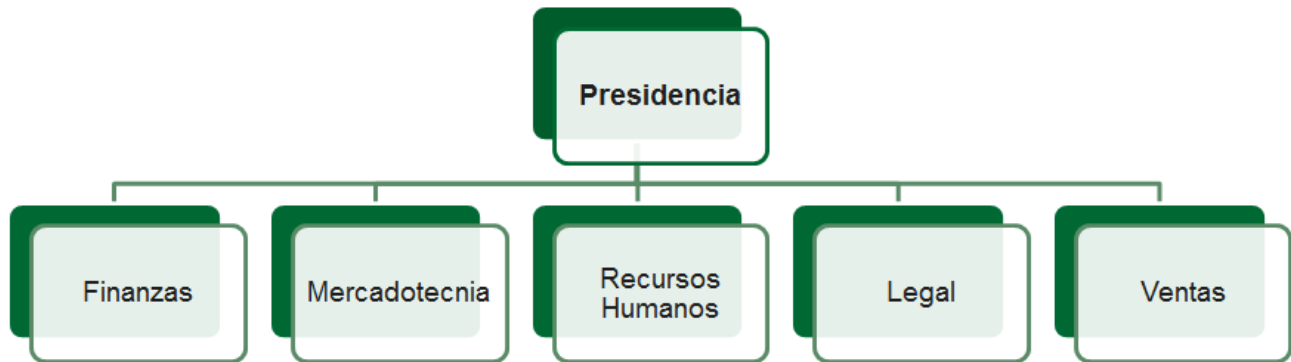 Presidencia
Finanzas
Mercadotecnia
Recursos
Humanos
Legal
Ventas